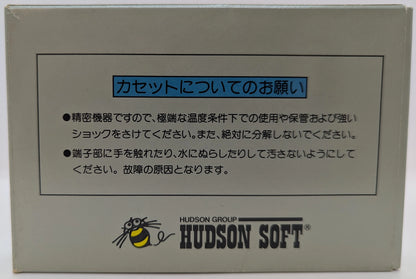 カセットについてのお願い
●精密機器ですので、極端な温度条件下での使用や保管および強い
ショックをさけてください。また、絶対に分解しないでください。
●端子部に手を触れたり、水にぬらしたりして汚さないようにして
ください。故障の原因となります。
HUDSON GROUP
HUDSON SOFT®